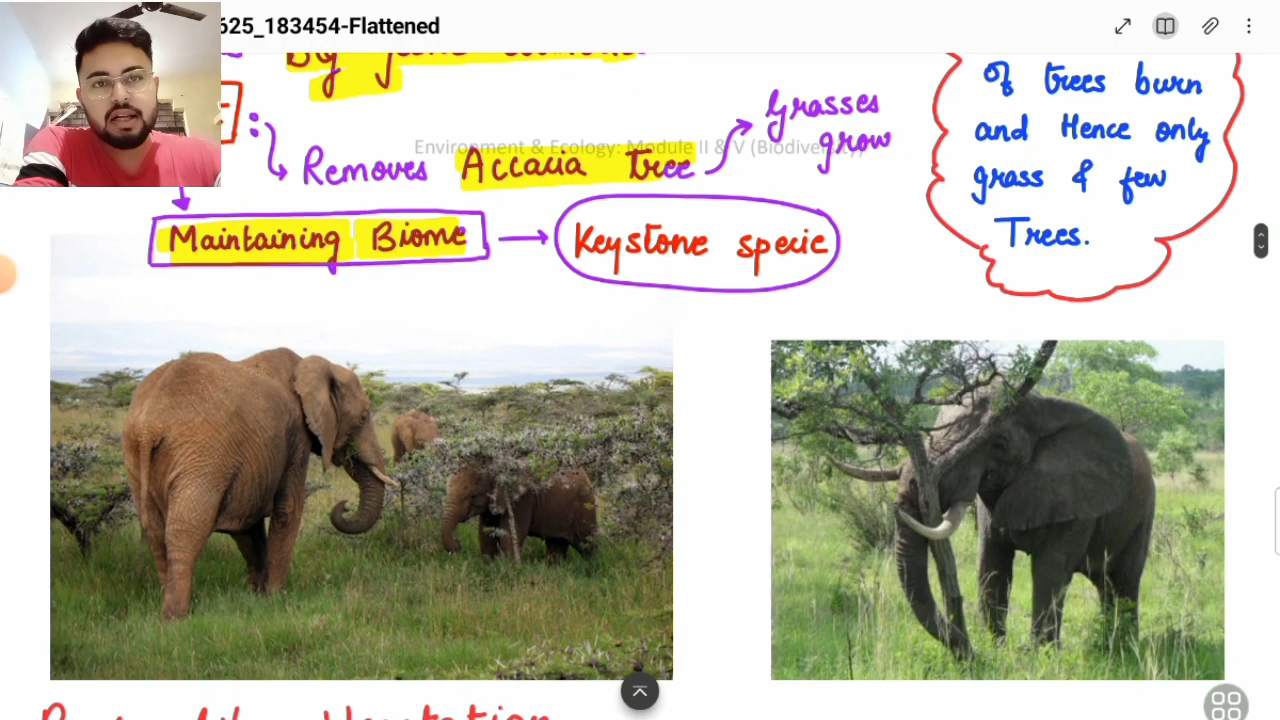 625_183454-Flattened
Big
of trees burn
and Hence only
grass & few
Trees.
Grasses
grow
Environment & Ecology: Module II & V (Biodiversity)
: Removes Accacia Tree
Maintaining Biome → Keystone specie